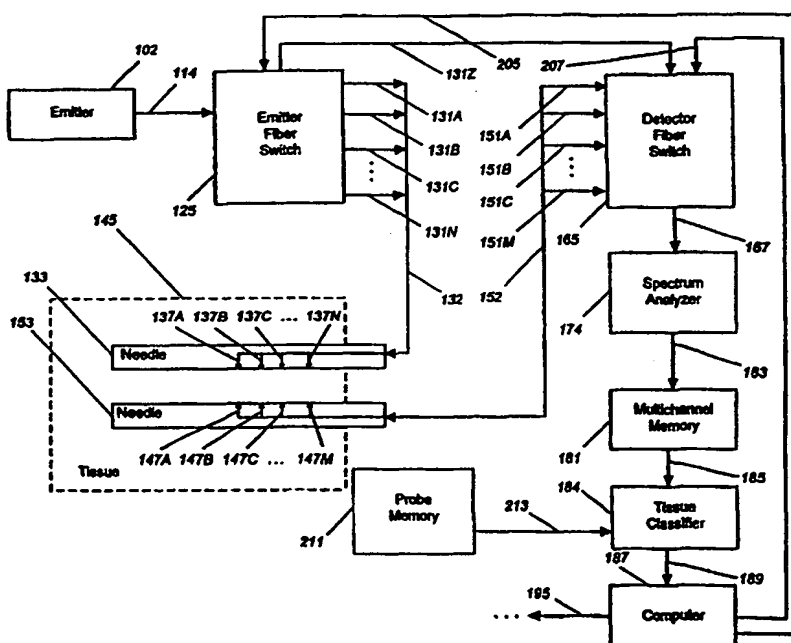 205
131Z
207
102
114
Emitter
Emitter
Fiber
Switch
131A
131B
131C
131N
125
151A
151B
151C
151M
Detector
Fiber
Switch
165
167
145
133
153
132
152
Spectrum
Analyzer
174
183
137A 137B 137C ... 137N
Needle
Needle
147A 147B 147C ... 147M
Tissue
Multichannel
Memory
181
185
184
Probe
Memory
211
213
Tissue
Classifier
187
189
195
...
Computer